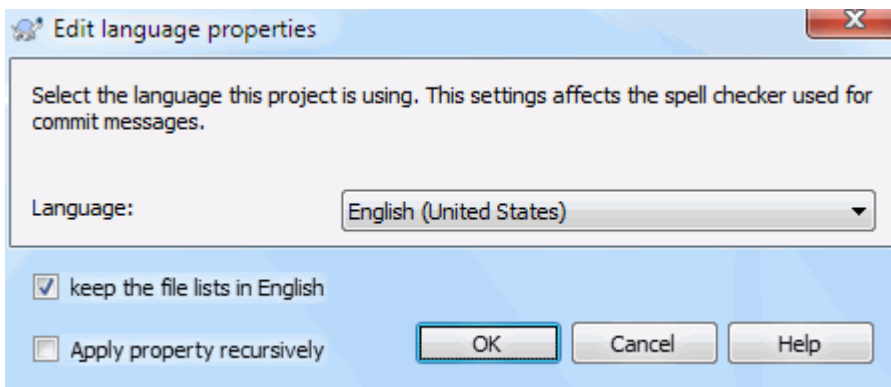 Edit language properties
Select the language this project is using. This settings affects the spell checker used for
commit messages.
Language:
English (United States)
keep the file lists in English
Apply property recursively
OK
Cancel
Help